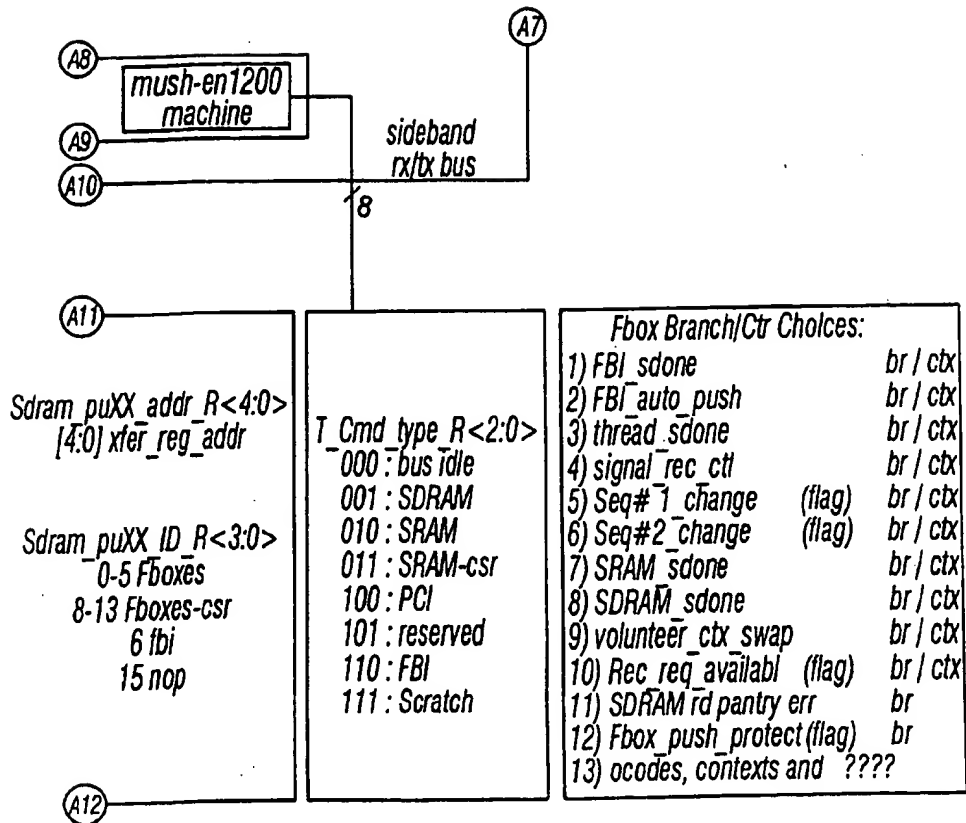 A7
A8
mush-en1200
machine
A9
sideband
rx/tx bus
A10
8
A11
Sdram_puXX_addr_R<4:0>
[4:0] xfer_reg_addr
Sdram_puXX_ID_R<3:0>
0-5 Fboxes
8-13 Fboxes-csr
6 fbi
15 nop
A12
T_Cmd_type_R<2:0>
000 : bus idle
001 : SDRAM
010 : SRAM
011 : SRAM-csr
100 : PCI
101 : reserved
110 : FBI
111 : Scratch
Fbox Branch/Ctr Choices:
1) FBI_sdone br / ctx
2) FBI_auto_push br / ctx
3) thread_sdone br / ctx
4) signal_rec_ctl br / ctx
5) Seq#_1_change (flag) br / ctx
6) Seq#2_change (flag) br / ctx
7) SRAM_sdone br / ctx
8) SDRAM_sdone br / ctx
9) volunteer_ctx_swap br / ctx
10) Rec_req_availabl (flag) br / ctx
11) SDRAM rd pantry err br
12) Fbox_push_protect (flag) br
13) ocodes, contexts and ????